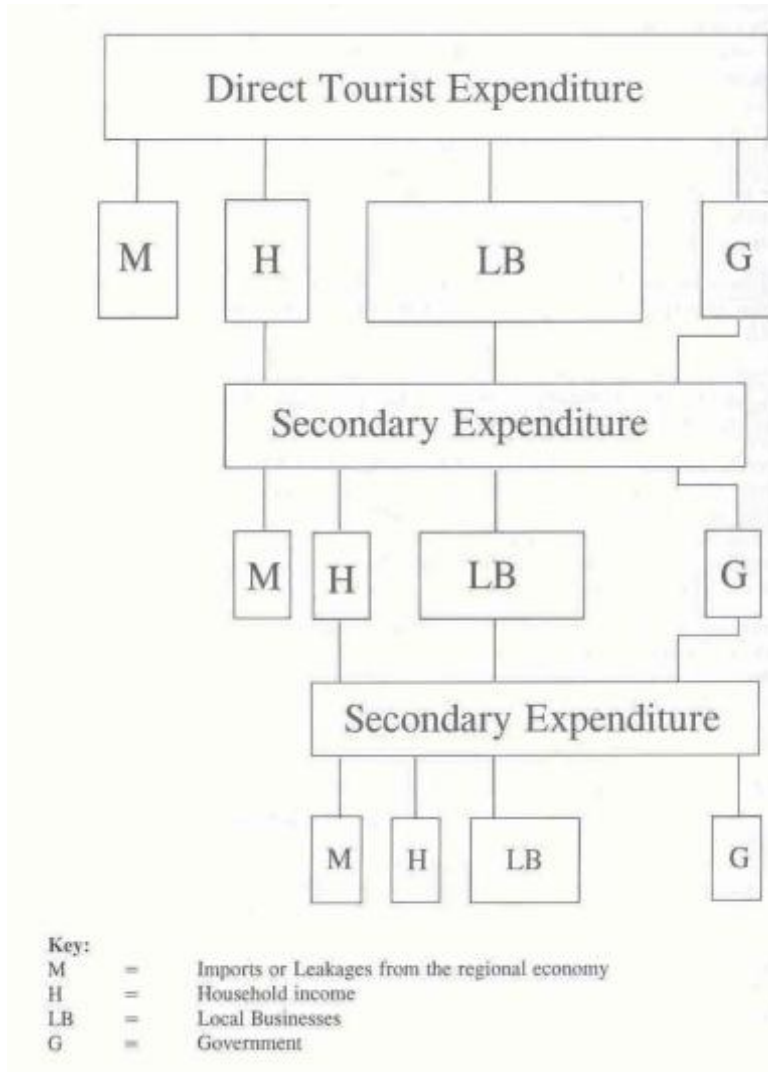 Direct Tourist Expenditure
M H LB G
Secondary Expenditure
M H LB G
Secondary Expenditure
M H LB G
Key:
M = Imports or Leakages from the regional economy
H = Household income
LB = Local Businesses
G = Government